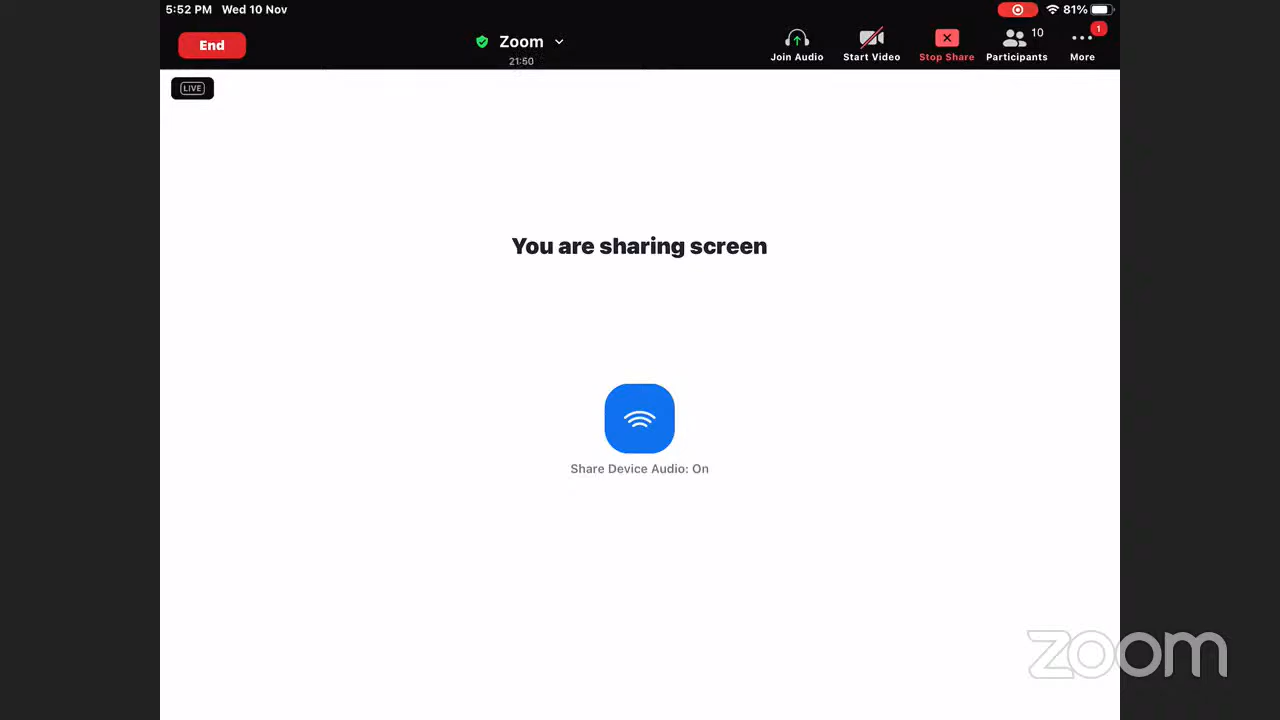 5:52 PM Wed 10 Nov
81%
End
Zoom
21:50
Join Audio
Start Video
Stop Share
10
Participants
1
More
LIVE
You are sharing screen
Share Device Audio: On
zoom